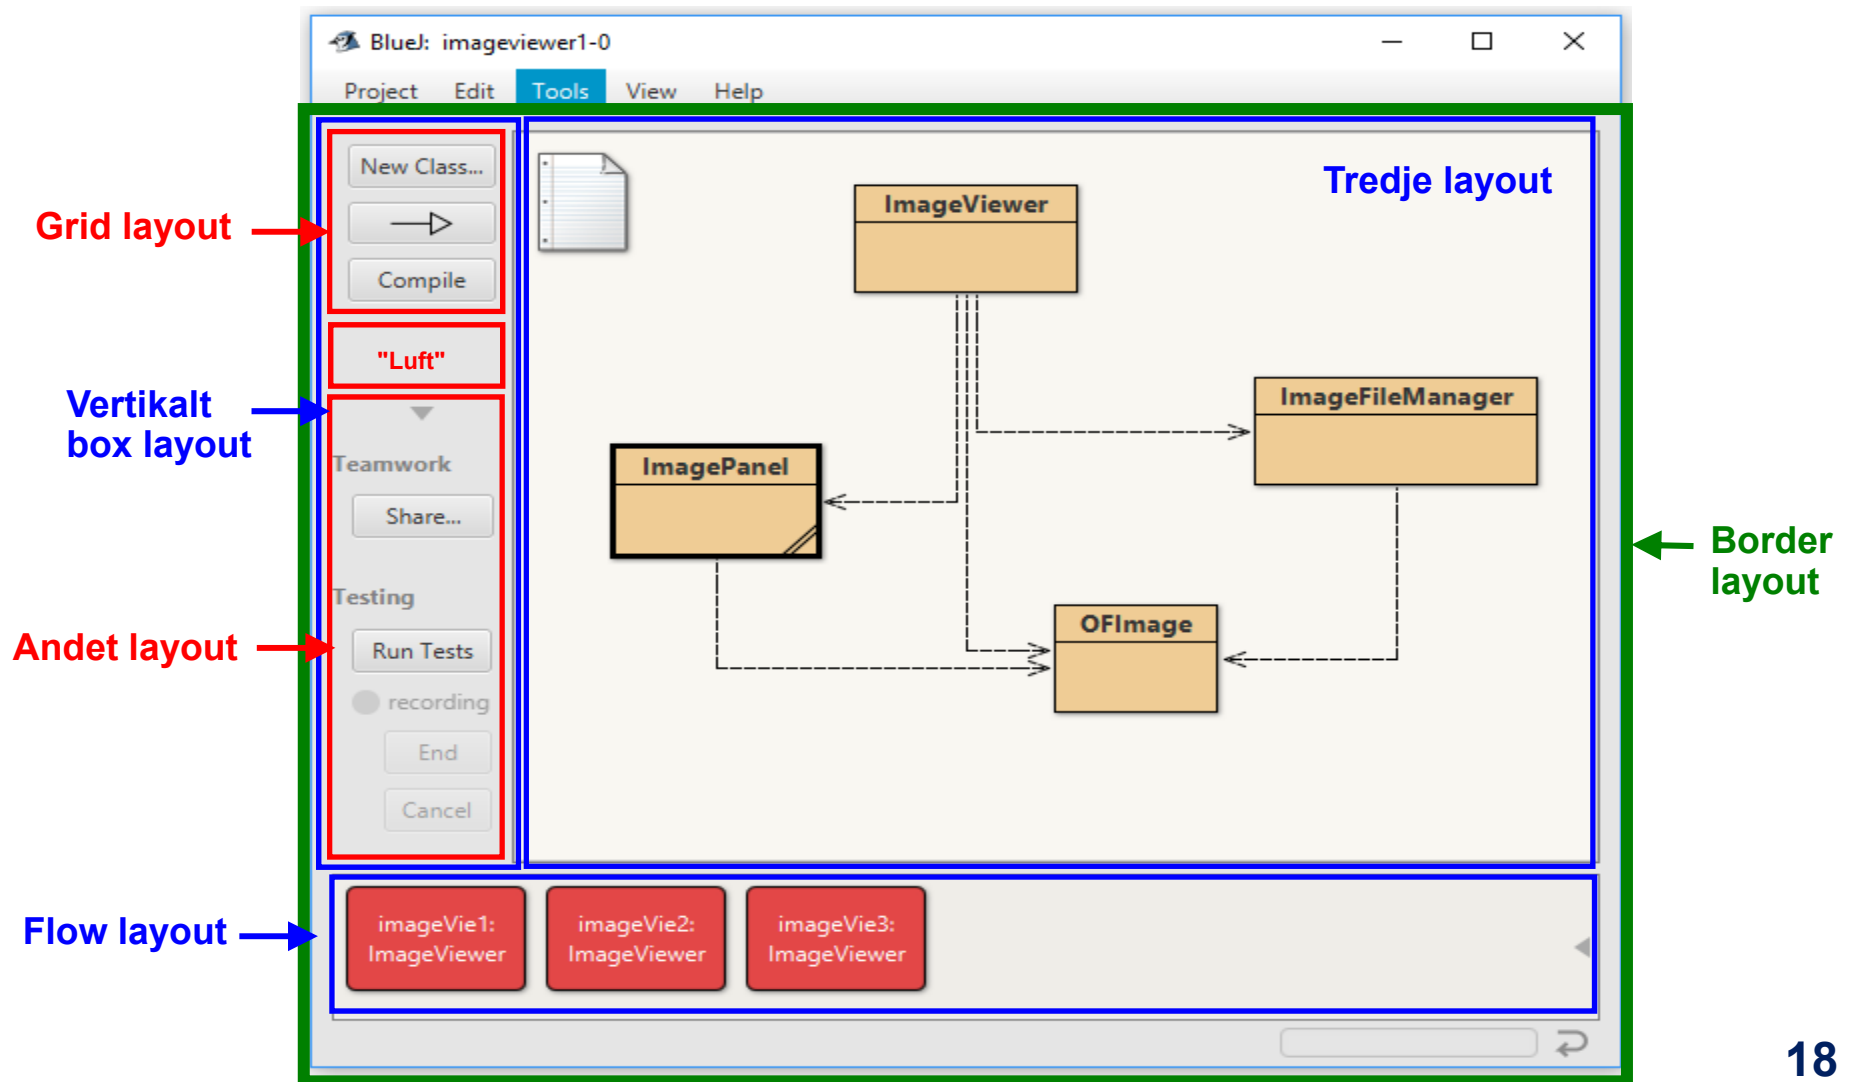 BlueJ: imageviewer1-0
Project Edit Tools View Help
New Class...
Compile
Grid layout
"Luft"
Vertikalt
box layout
Teamwork
Share...
Testing
Andet layout
Run Tests
recording
End
Cancel
Tredje layout
ImageViewer
ImageFileManager
ImagePanel
OFImage
Border
layout
Flow layout
imageVie1:
ImageViewer
imageVie2:
ImageViewer
imageVie3:
ImageViewer
18